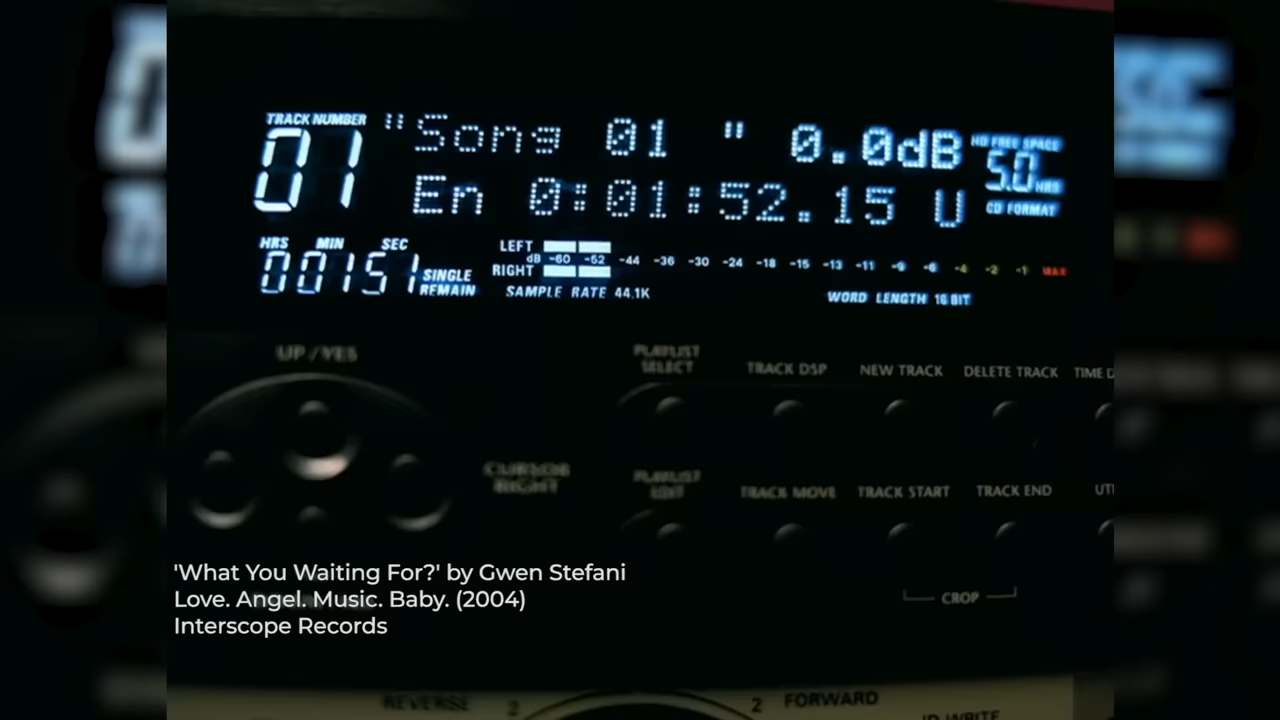 TRACK NUMBER
01
"Song 01 " 0.0dB
HD FREE SPACE
5.0 HRS
CD FORMAT
En 0:01:52.15 U
HRS MIN SEC
00151
SINGLE
REMAIN
LEFT
dB -60 -52 -44 -36 -30 -24 -18 -15 -13 -11 -9 -6 -4 -2 -1 MAX
RIGHT
SAMPLE RATE 44.1K
WORD LENGTH 16 BIT
UP / YES
PLAYLIST
SELECT
TRACK DSP
NEW TRACK
DELETE TRACK
TIME D
CURSOR
RIGHT
PLAYLIST
EDIT
TRACK MOVE
TRACK START
TRACK END
UTI
'What You Waiting For?' by Gwen Stefani
Love. Angel. Music. Baby. (2004)
Interscope Records
CROP
REVERSE
2
2
FORWARD